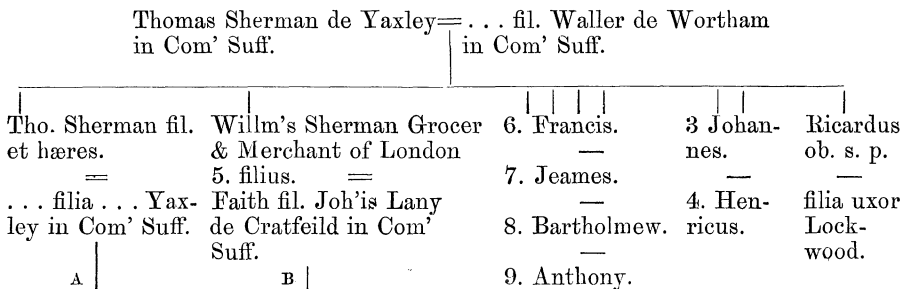 Thomas Sherman de Yaxley=. . . fil. Waller de Wortham
in Com' Suff. in Com' Suff.
Tho. Sherman fil.
et hæres.
=
. . . filia . . . Yax-
ley in Com' Suff.
A
Willm's Sherman Grocer
& Merchant of London
5. filius. =
Faith fil. Joh'is Lany
de Cratfeild in Com'
Suff.
B
6. Francis.
—
7. Jeames.
—
8. Bartholmew.
—
9. Anthony.
3 Johan-
nes.
—
4. Hen-
ricus.
Ricardus
ob. s. p.
—
filia uxor
Lock-
wood.